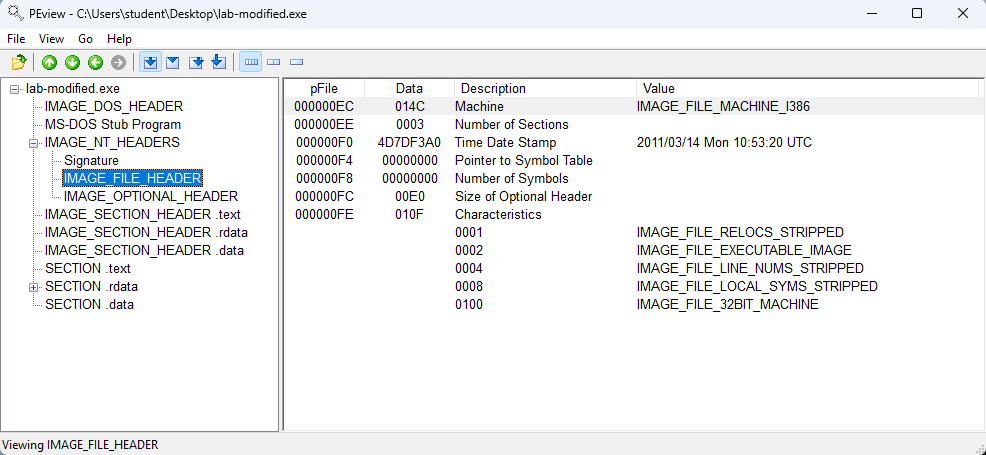 PEview - C:\Users\student\Desktop\lab-modified.exe
File View Go Help
lab-modified.exe
IMAGE_DOS_HEADER
MS-DOS Stub Program
IMAGE_NT_HEADERS
Signature
IMAGE_FILE_HEADER
IMAGE_OPTIONAL_HEADER
IMAGE_SECTION_HEADER .text
IMAGE_SECTION_HEADER .rdata
IMAGE_SECTION_HEADER .data
SECTION .text
SECTION .rdata
SECTION .data
pFile Data Description Value
000000EC 014C Machine IMAGE_FILE_MACHINE_I386
000000EE 0003 Number of Sections
000000F0 4D7DF3A0 Time Date Stamp 2011/03/14 Mon 10:53:20 UTC
000000F4 00000000 Pointer to Symbol Table
000000F8 00000000 Number of Symbols
000000FC 00E0 Size of Optional Header
000000FE 010F Characteristics
0001 IMAGE_FILE_RELOCS_STRIPPED
0002 IMAGE_FILE_EXECUTABLE_IMAGE
0004 IMAGE_FILE_LINE_NUMS_STRIPPED
0008 IMAGE_FILE_LOCAL_SYMS_STRIPPED
0100 IMAGE_FILE_32BIT_MACHINE
Viewing IMAGE_FILE_HEADER